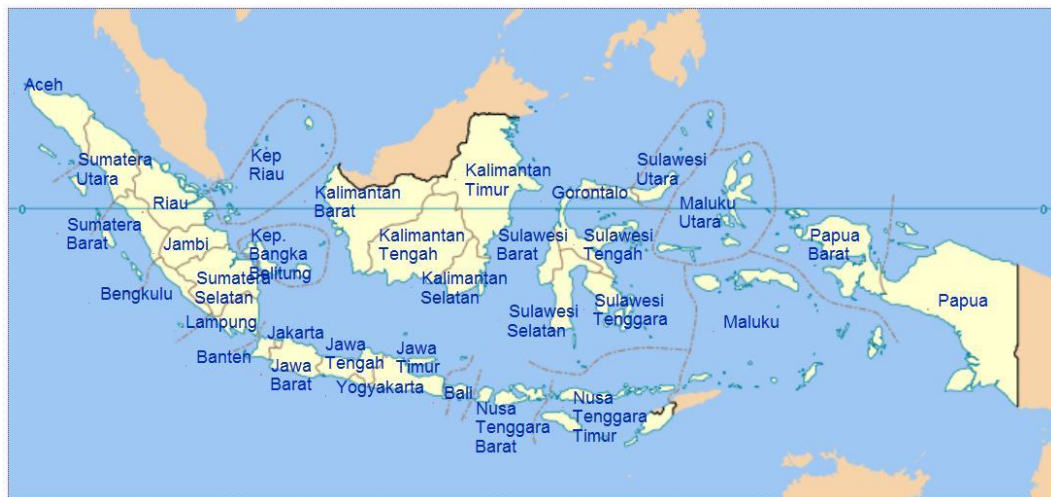 Aceh
Sumatera
Utara
Kep
Riau
Kalimantan
Timur
Sulawesi
Utara
Kalimantan
Barat
Gorontalo
Riau
Maluku
Utara
0
0
Sumatera
Barat
Jambi
Kep.
Bangka
Belitung
Kalimantan
Tengah
Sulawesi
Barat
Sulawesi
Tengah
Papua
Barat
Sumatera
Selatan
Kalimantan
Selatan
Bengkulu
Sulawesi
Selatan
Sulawesi
Tenggara
Papua
Lampung
Maluku
Jakarta
Banten
Jawa
Barat
Jawa
Tengah
Jawa
Timur
Yogyakarta
Bali
Nusa
Tenggara
Barat
Nusa
Tenggara
Timur